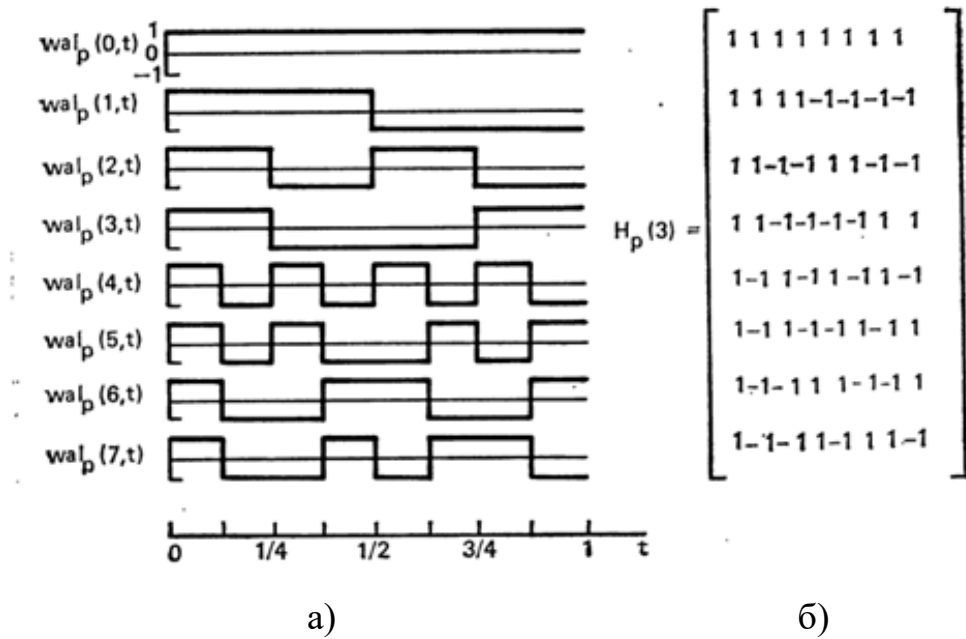 wal_p(0,t) 1 0 -1
wal_p(1,t)
wal_p(2,t)
wal_p(3,t)
wal_p(4,t)
wal_p(5,t)
wal_p(6,t)
wal_p(7,t)
0 1/4 1/2 3/4 1 t
H_p(3) =
1 1 1 1 1 1 1 1
1 1 1 1-1-1-1-1
1 1-1-1 1 1-1-1
1 1-1-1-1-1 1 1
1-1 1-1 1-1 1-1
1-1 1-1-1 1-1 1
1-1-1 1 1-1-1 1
1-1-1 1-1 1 1-1
а) б)